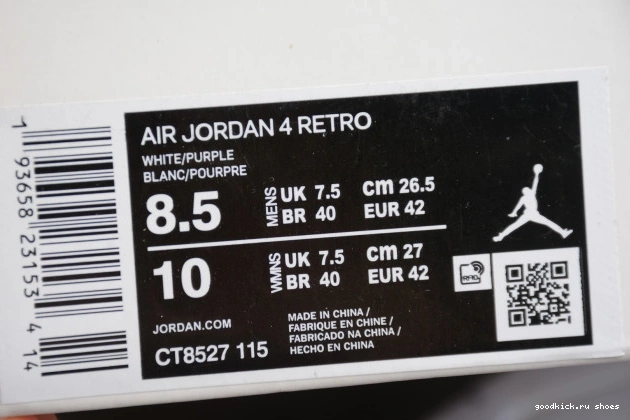 AIR JORDAN 4 RETRO
WHITE/PURPLE
BLANC/POURPRE
8.5 MENS UK 7.5 cm 26.5
BR 40 EUR 42
10 WMNS UK 7.5 cm 27
BR 40 EUR 42
JORDAN.COM
CT8527 115
MADE IN CHINA /
FABRIQUE EN CHINE /
FABRICADO NA CHINA /
HECHO EN CHINA
1 93658 23153 4 14
goodkick.ru shoes